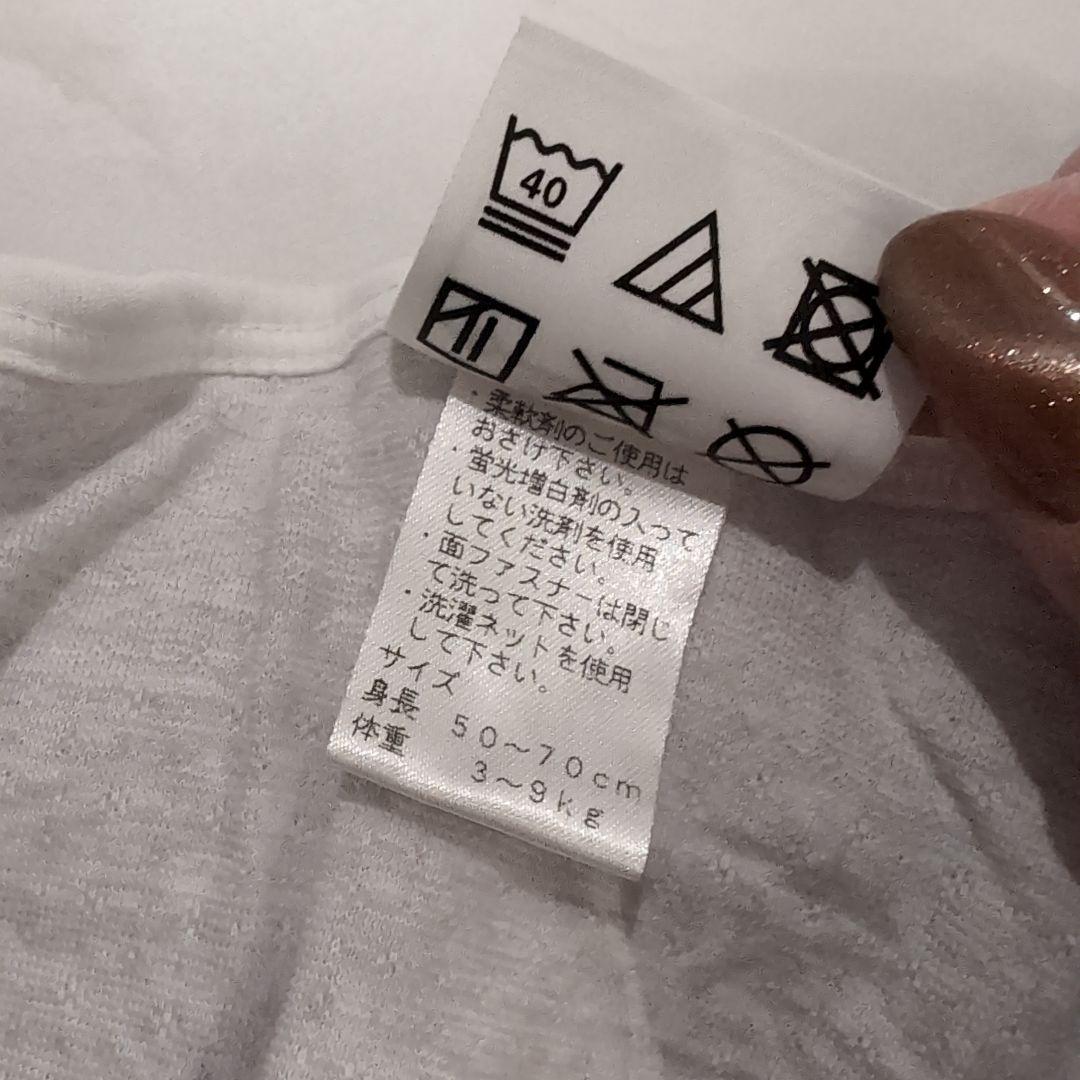 40
・柔軟剤のご使用は
おさけ下さい。
・蛍光増白剤の入って
いない洗剤を使用
してください。
・面ファスナーは閉じ
て洗って下さい。
・洗濯ネットを使用
して下さい。
サイズ
身長 50～70cm
体重 3～9kg